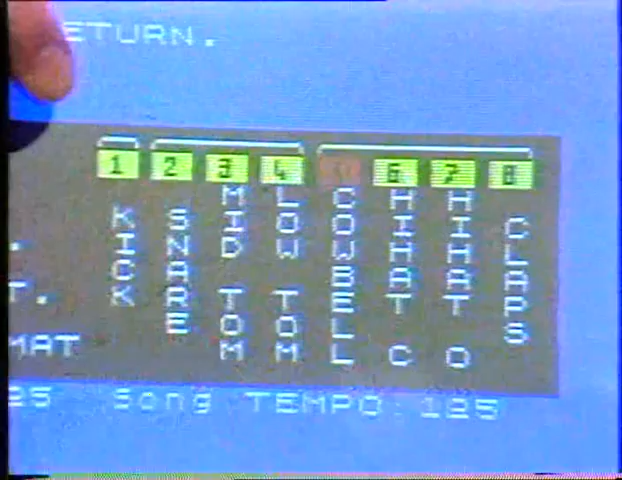 ETURN.
1 2 3 4 5 6 7 8
KICK
SNARE
MID TOM
LOW TOM
COWBELL
HIHAT C
HIHAT O
CLAPS
.
T.
MAT
Song TEMPO: 125